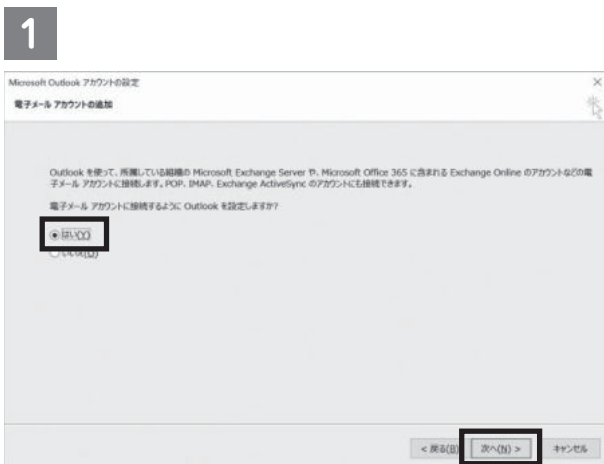 1
Microsoft Outlook アカウントの設定
電子メール アカウントの追加
Outlook を使って、所属している組織の Microsoft Exchange Server や、Microsoft Office 365 に含まれる Exchange Online のアカウントなどの電
子メール アカウントに接続します。POP、IMAP、Exchange ActiveSync のアカウントにも接続できます。
電子メール アカウントに接続するように Outlook を設定しますか?
はい(Y)
いいえ(O)
< 戻る(B)
次へ(N) >
キャンセル